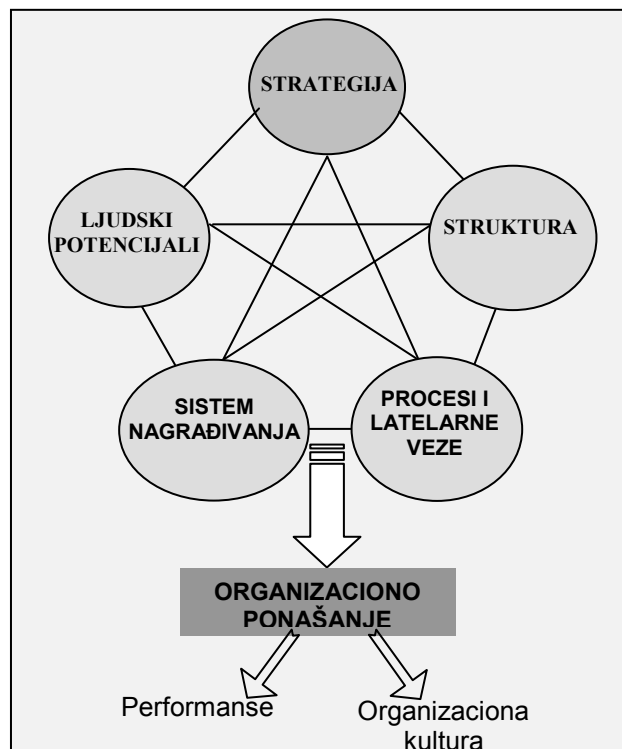 STRATEGIJA
LJUDSKI
POTENCIJALI
STRUKTURA
SISTEM
NAGRAĐIVANJA
PROCESI I
LATELARNE
VEZE
ORGANIZACIONO
PONAŠANJE
Performanse
Organizaciona
kultura